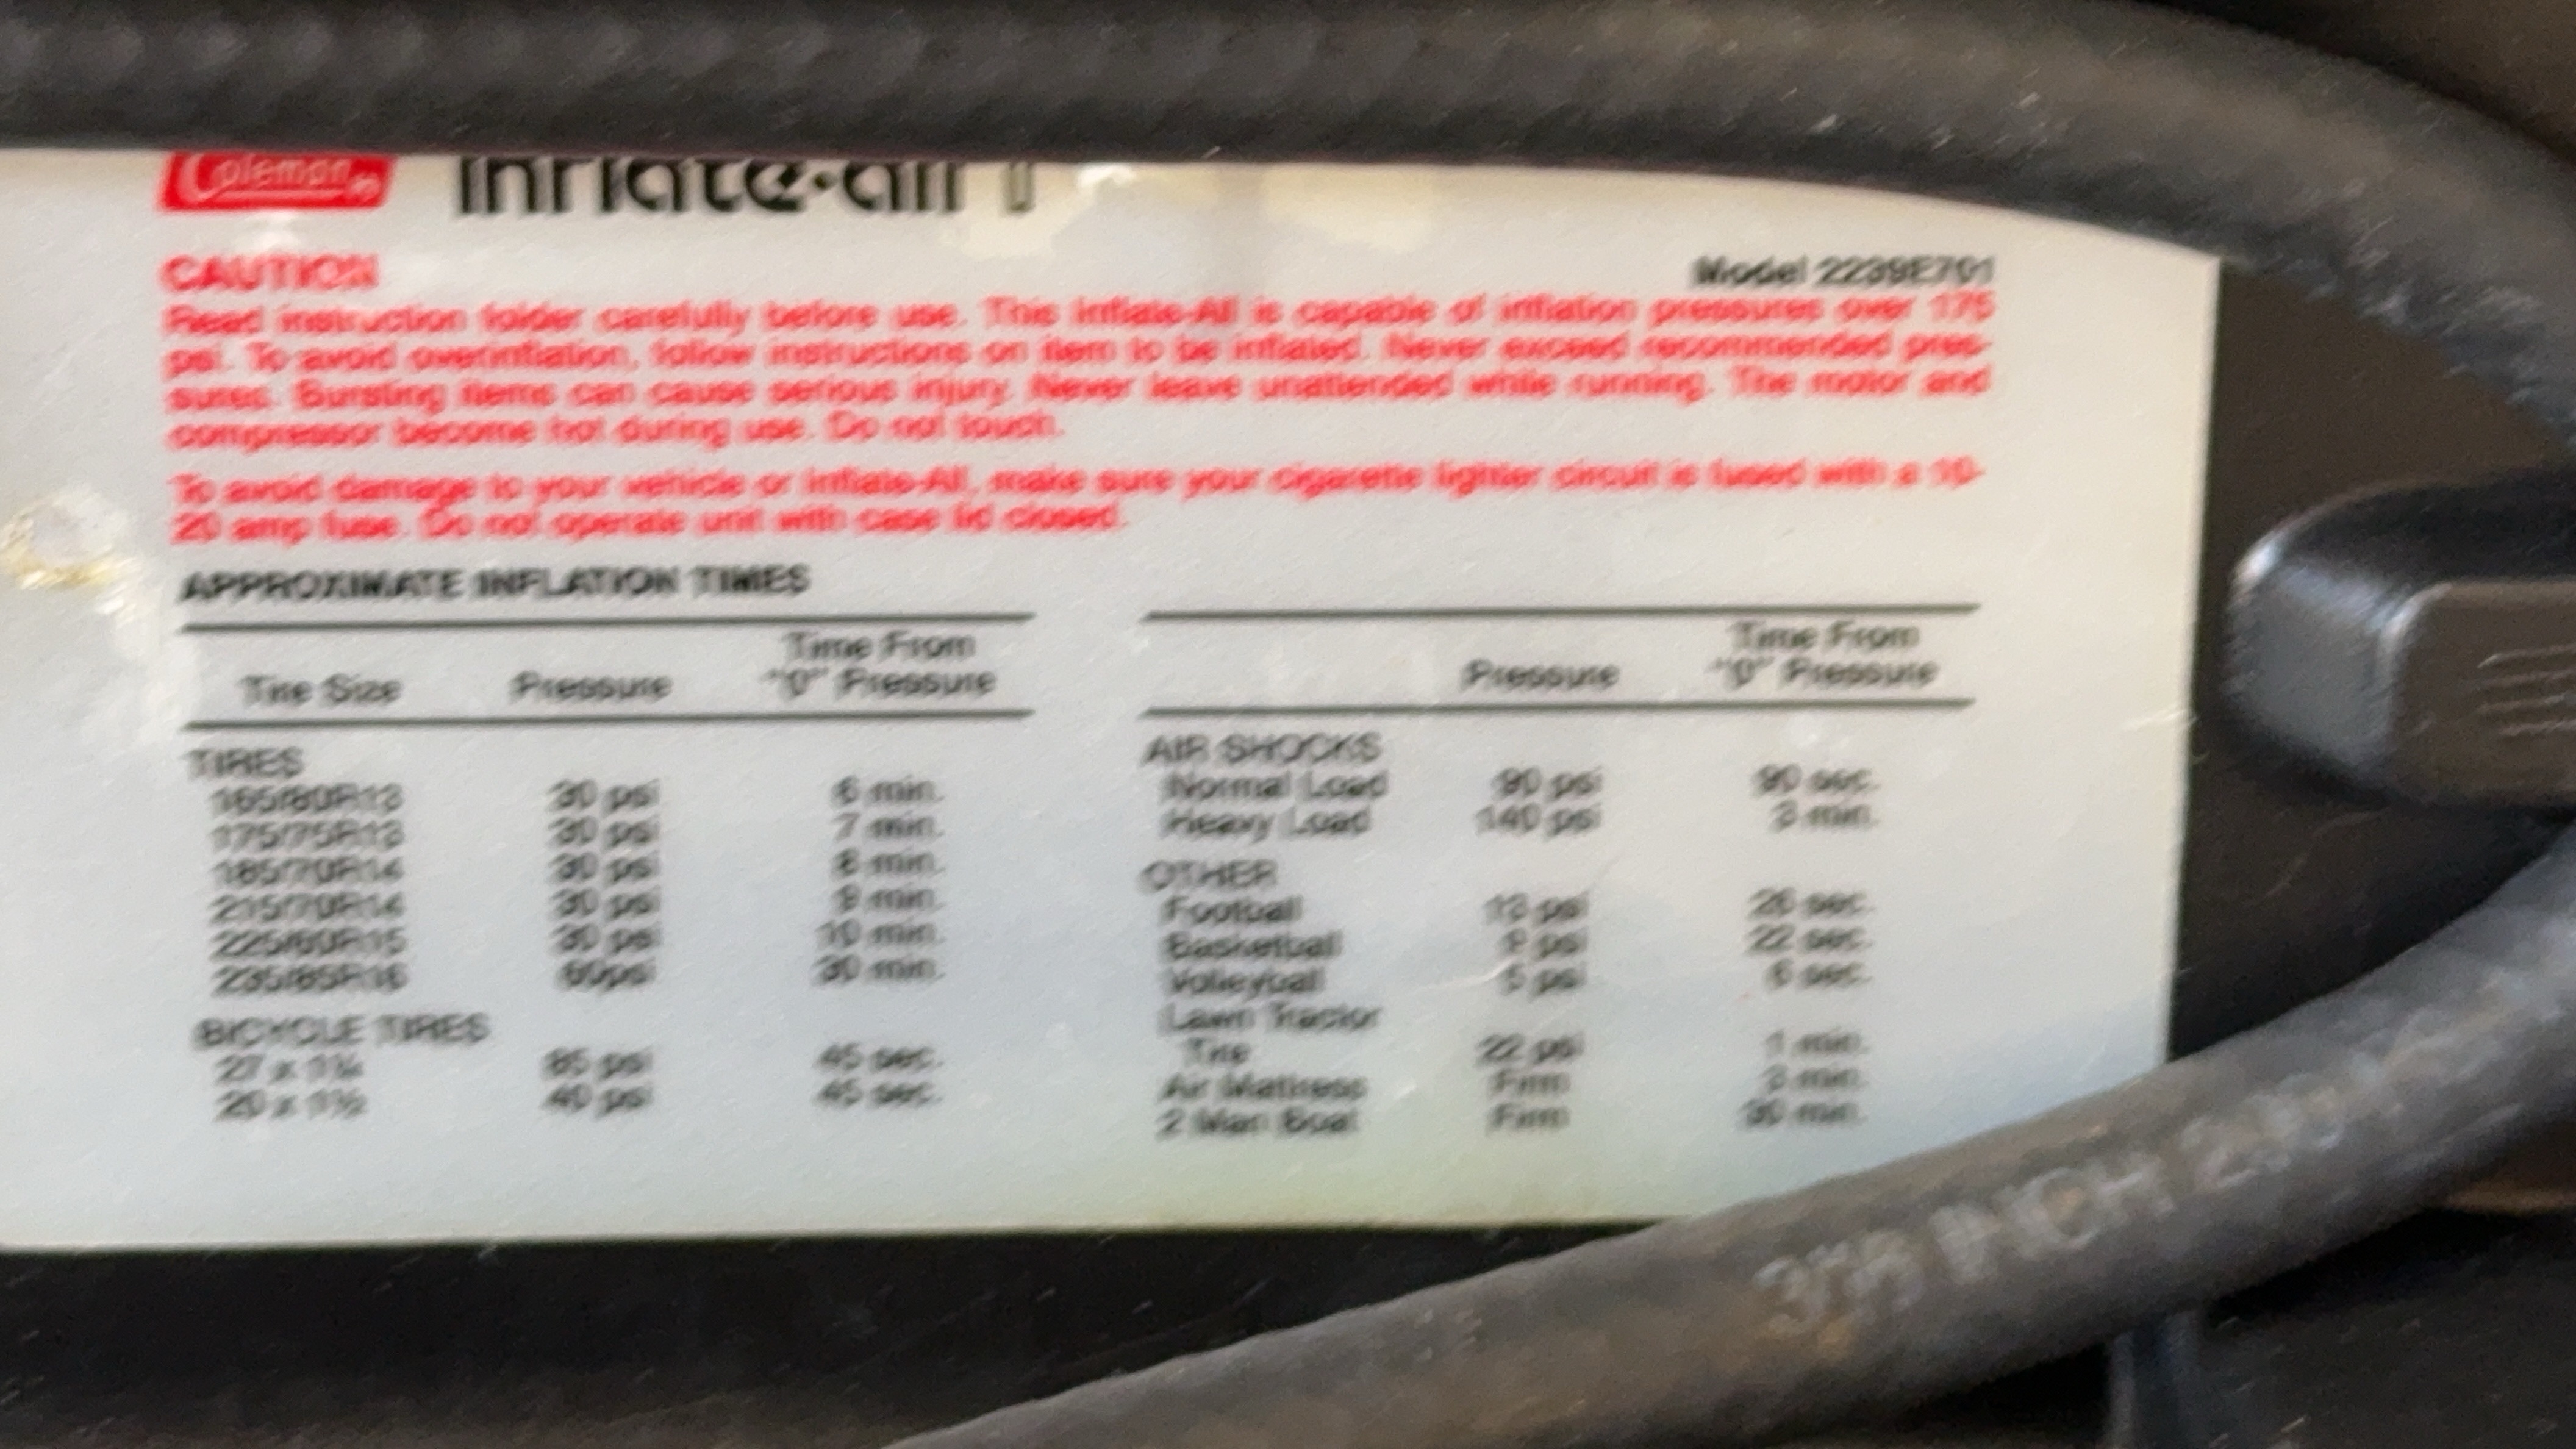 Coleman
inflate-all
CAUTION
Model 2239E701
Read instruction folder carefully before use. This Inflate-All is capable of inflation pressures over 175
psi. To avoid overinflation, follow instructions on item to be inflated. Never exceed recommended pres-
sures. Bursting items can cause serious injury. Never leave unattended while running. The motor and
compressor become hot during use. Do not touch.
To avoid damage to your vehicle or Inflate-All, make sure your cigarette lighter circuit is fused with a 10-
20 amp fuse. Do not operate unit with case lid closed.
APPROXIMATE INFLATION TIMES
Time From
Tire Size Pressure "0" Pressure
TIRES
165/80R13 30 psi 6 min.
175/75R13 30 psi 7 min.
185/70R14 30 psi 8 min.
215/70R14 30 psi 9 min.
225/60R15 30 psi 10 min.
235/85R16 60psi 30 min.
BICYCLE TIRES
27 x 1¼ 85 psi 45 sec.
20 x 1½ 40 psi 45 sec.
Time From
Pressure "0" Pressure
AIR SHOCKS
Normal Load 90 psi 90 sec.
Heavy Load 140 psi 3 min.
OTHER
Football 13 psi 26 sec.
Basketball 9 psi 22 sec.
Volleyball 5 psi 6 sec.
Lawn Tractor
Tire 22 psi 1 min.
Air Mattress Firm 3 min.
2 Man Boat Firm 30 min.
INCH